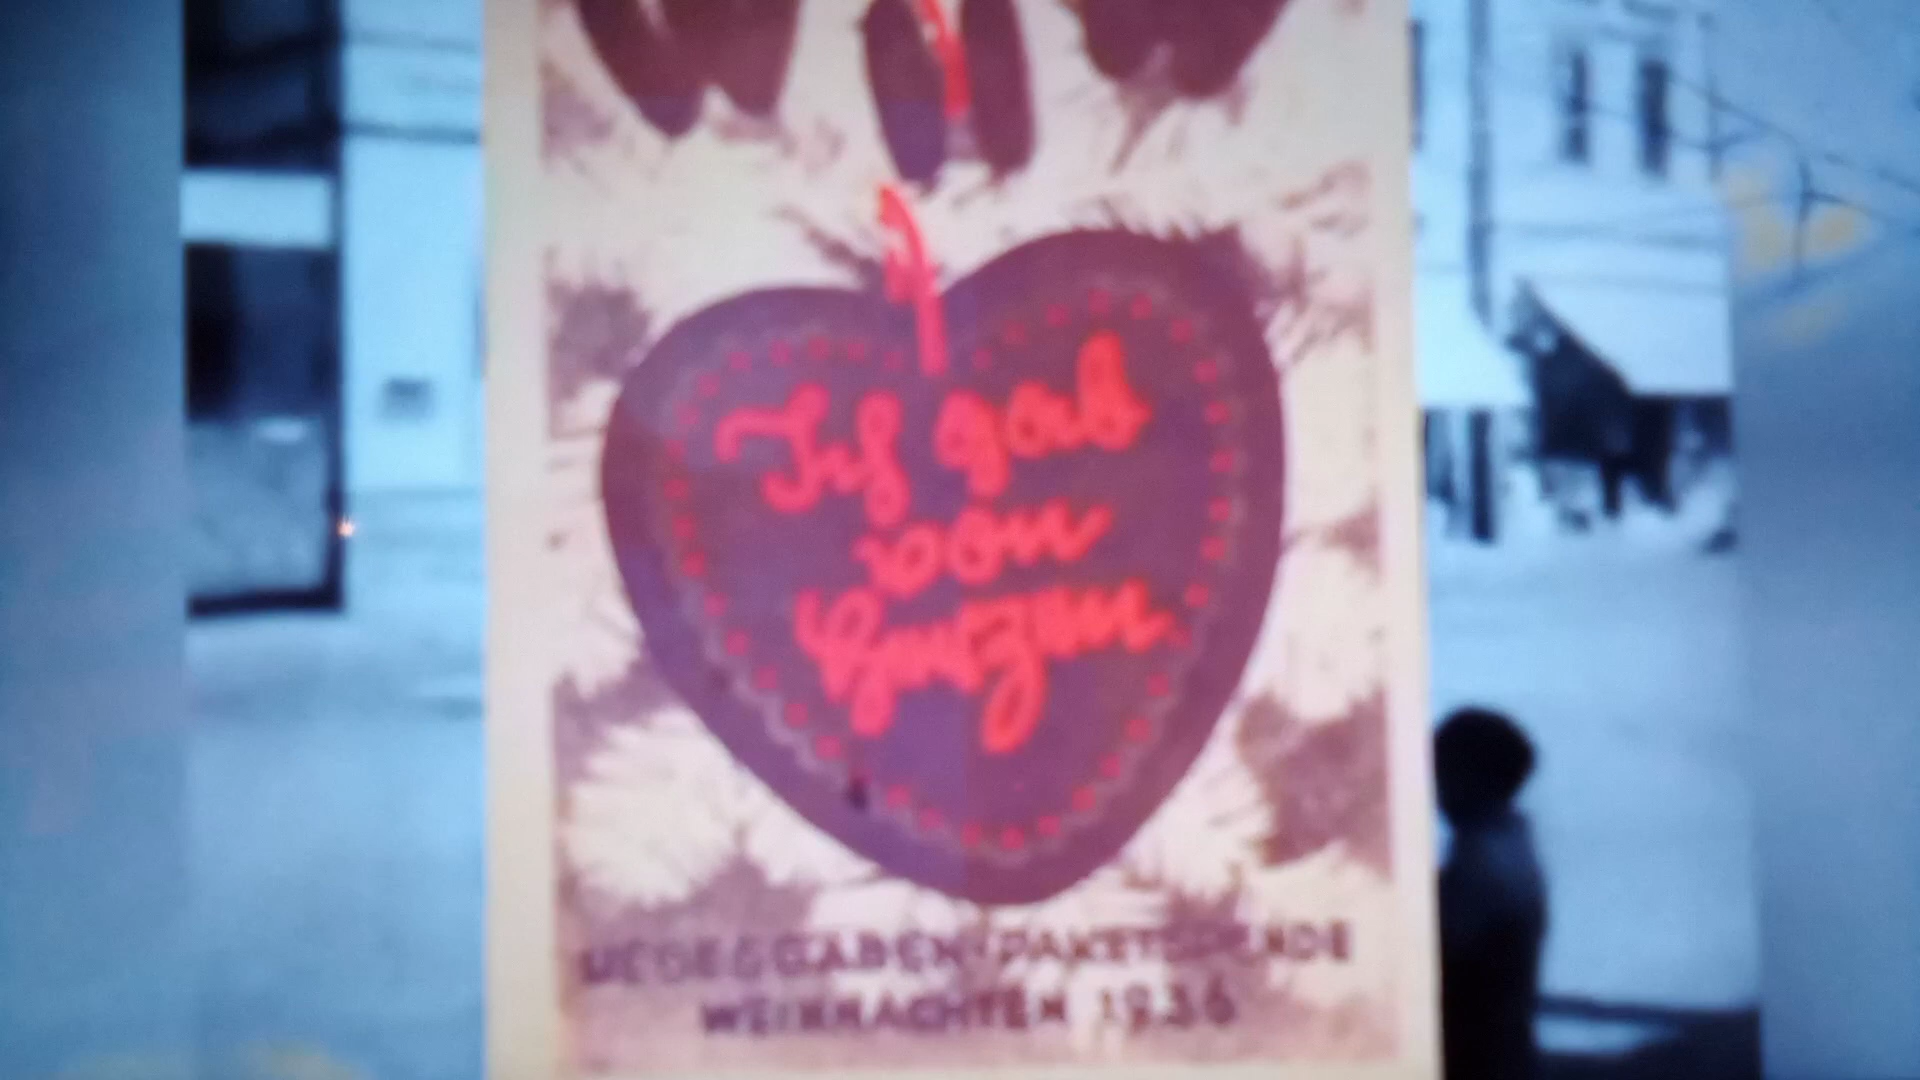 Ich gab
von
Herzen
LIEBESGABEN-PAKETSPENDE
WEIHNACHTEN 1936